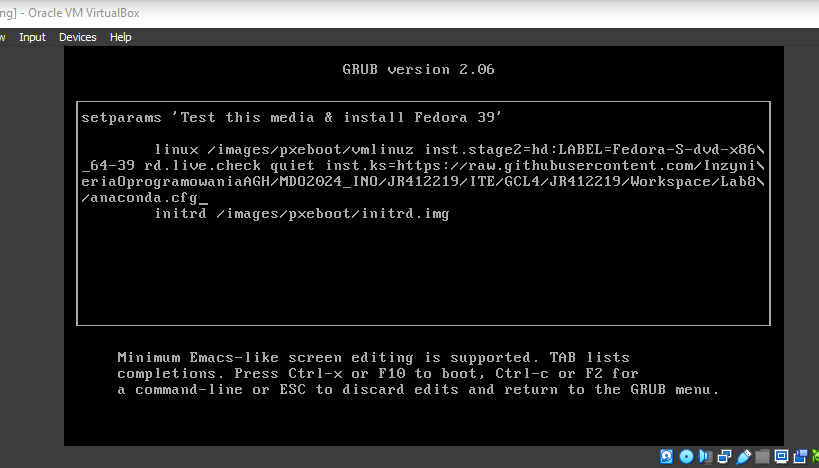 ng] - Oracle VM VirtualBox
w Input Devices Help
GRUB version 2.06
setparams 'Test this media & install Fedora 39'
linux /images/pxeboot/vmlinuz inst.stage2=hd:LABEL=Fedora-S-dvd-x86\
_64-39 rd.live.check quiet inst.ks=https://raw.githubusercontent.com/Inzyni\
eriaOprogramowaniaAGH/MDO2024_INO/JR412219/ITE/GCL4/JR412219/Workspace/Lab8\
/anaconda.cfg_
initrd /images/pxeboot/initrd.img
Minimum Emacs-like screen editing is supported. TAB lists
completions. Press Ctrl-x or F10 to boot, Ctrl-c or F2 for
a command-line or ESC to discard edits and return to the GRUB menu.